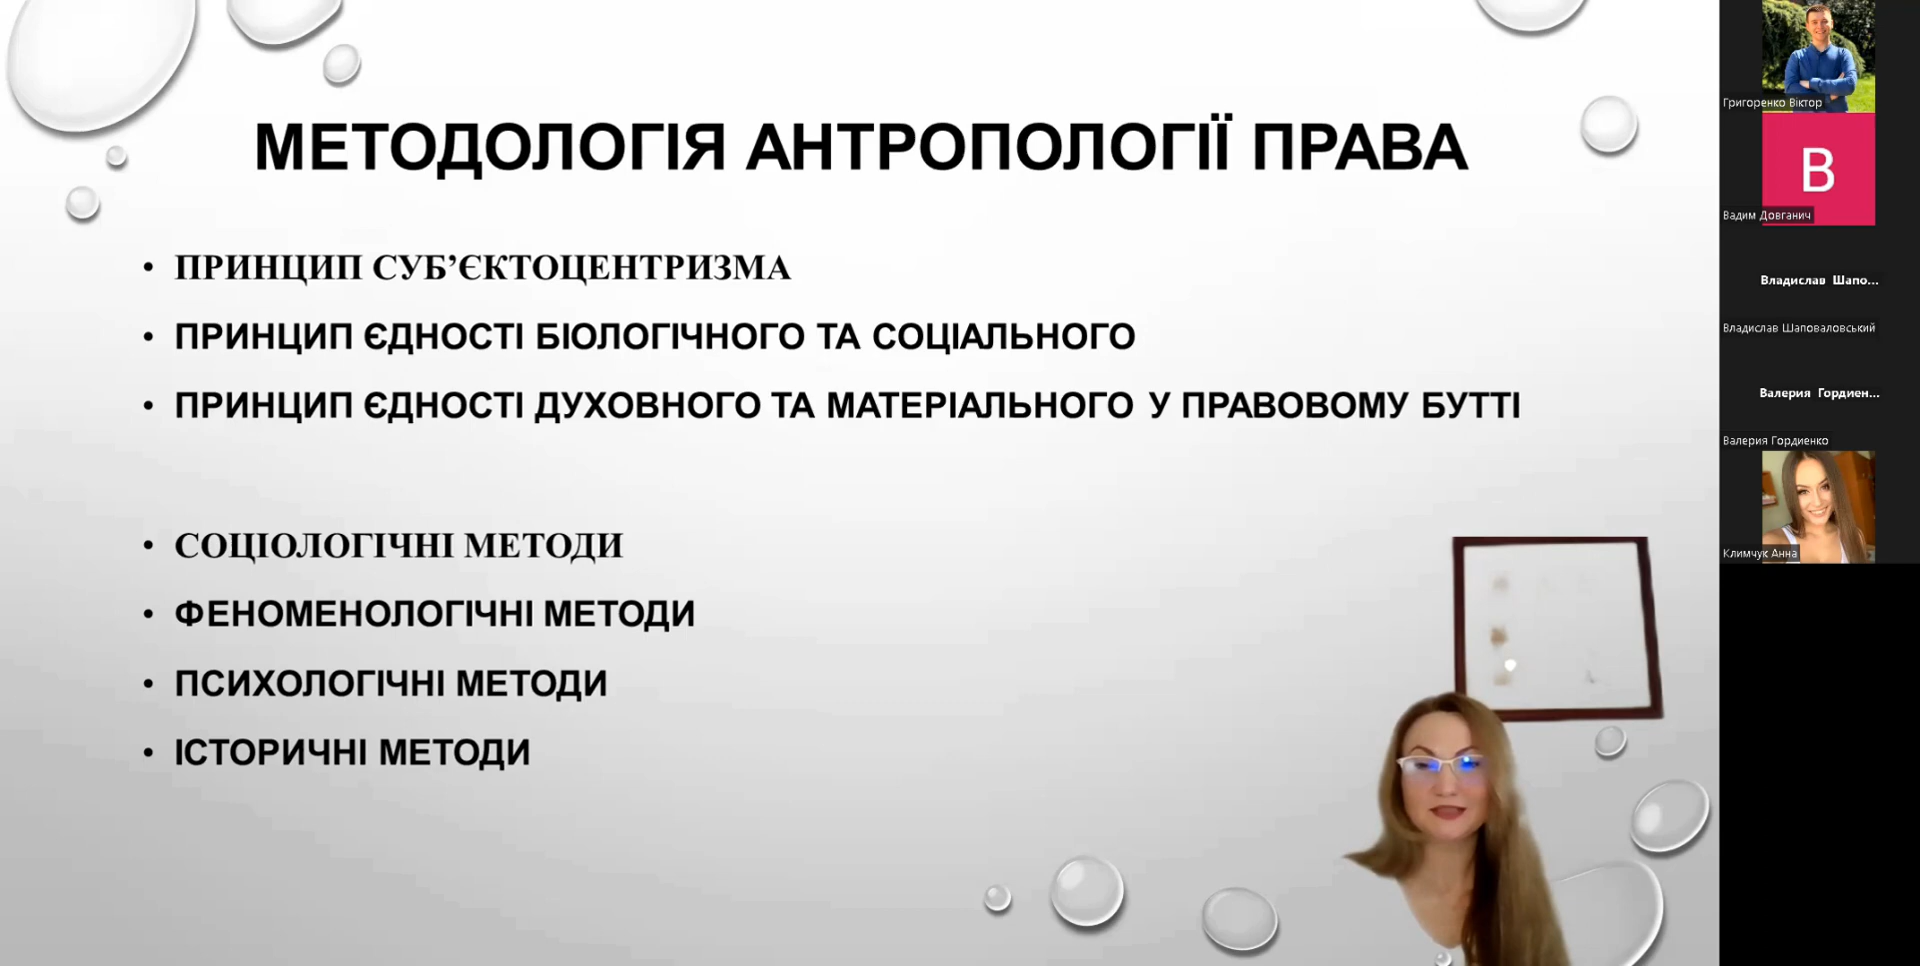 МЕТОДОЛОГІЯ АНТРОПОЛОГІЇ ПРАВА
• ПРИНЦИП СУБ’ЄКТОЦЕНТРИЗМА
• ПРИНЦИП ЄДНОСТІ БІОЛОГІЧНОГО ТА СОЦІАЛЬНОГО
• ПРИНЦИП ЄДНОСТІ ДУХОВНОГО ТА МАТЕРІАЛЬНОГО У ПРАВОВОМУ БУТТІ
• СОЦІОЛОГІЧНІ МЕТОДИ
• ФЕНОМЕНОЛОГІЧНІ МЕТОДИ
• ПСИХОЛОГІЧНІ МЕТОДИ
• ІСТОРИЧНІ МЕТОДИ
Григоренко Віктор
В
Вадим Довганич
Владислав Шапо...
Владислав Шаповаловський
Валерия Гордиен...
Валерия Гордиенко
Климчук Анна